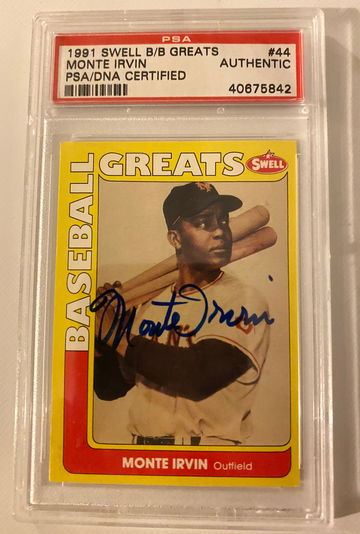 PSA
1991 SWELL B/B GREATS #44
MONTE IRVIN AUTHENTIC
PSA/DNA CERTIFIED
40675842
BASEBALL
GREATS
SWELL
Monte Irvin
MONTE IRVIN Outfield